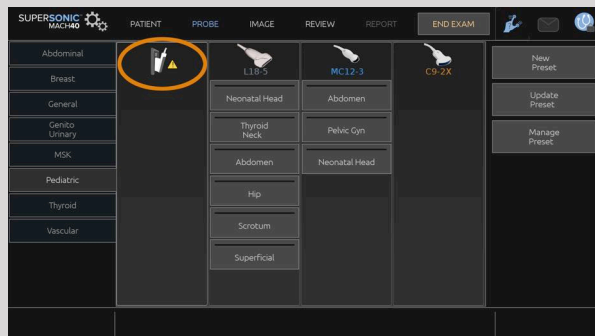 SUPERSONIC
MACH40
PATIENT
PROBE
IMAGE
REVIEW
REPORT
END EXAM
Abdominal
Breast
General
Genito
Urinary
MSK
Pediatric
Thyroid
Vascular
L18-5
Neonatal Head
Thyroid
Neck
Abdomen
Hip
Scrotum
Superficial
MC12-3
Abdomen
Pelvic Gyn
Neonatal Head
C9-2X
New
Preset
Update
Preset
Manage
Preset